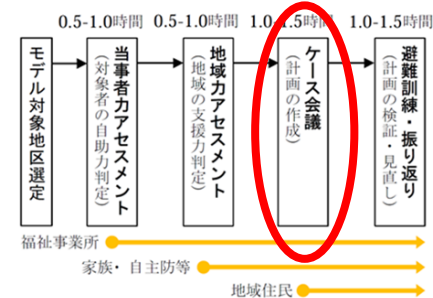 0.5-1.0時間
0.5-1.0時間
1.0-1.5時間
1.0-1.5時間
モデル対象地区選定
当事者力アセスメント
(対象者の自助力判定)
地域力アセスメント
(地域の支援力判定)
ケース会議
(計画の作成)
避難訓練・振り返り
(計画の検証・見直し)
福祉事業所
家族・自主防等
地域住民